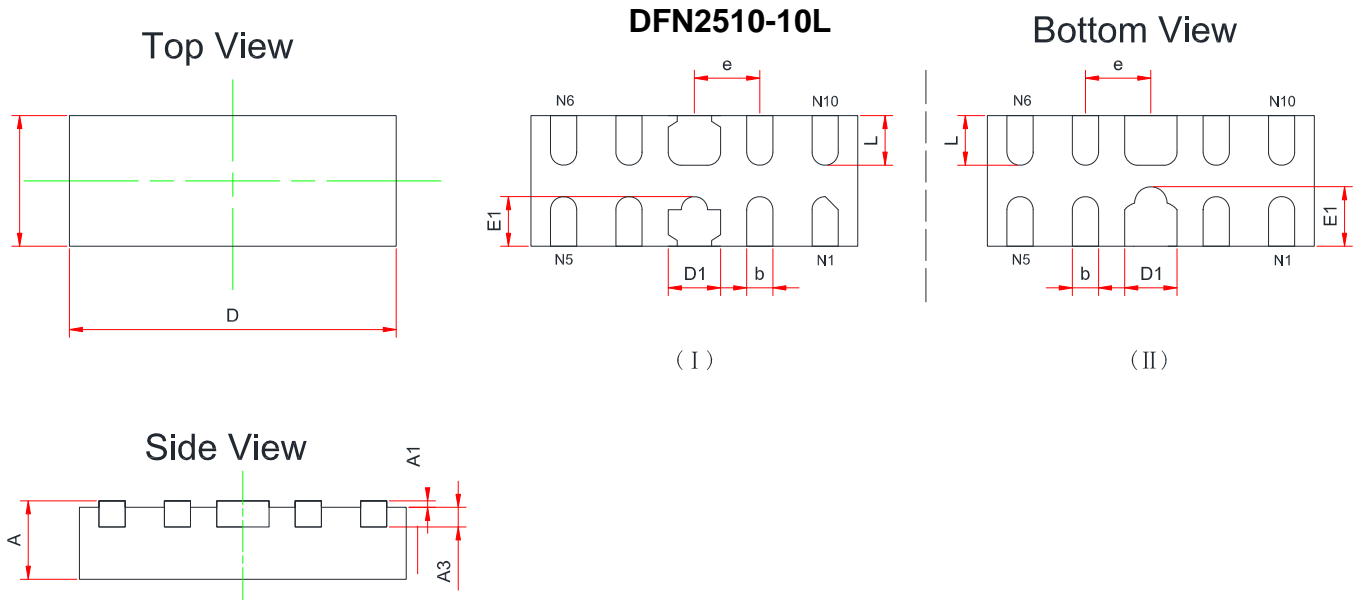 DFN2510-10L
Top View
Bottom View
e
e
N6
N10
N6
N10
L
L
E1
E1
N5
D1
b
N1
N5
b
D1
N1
D
(Ⅰ)
(Ⅱ)
Side View
A1
A
A3